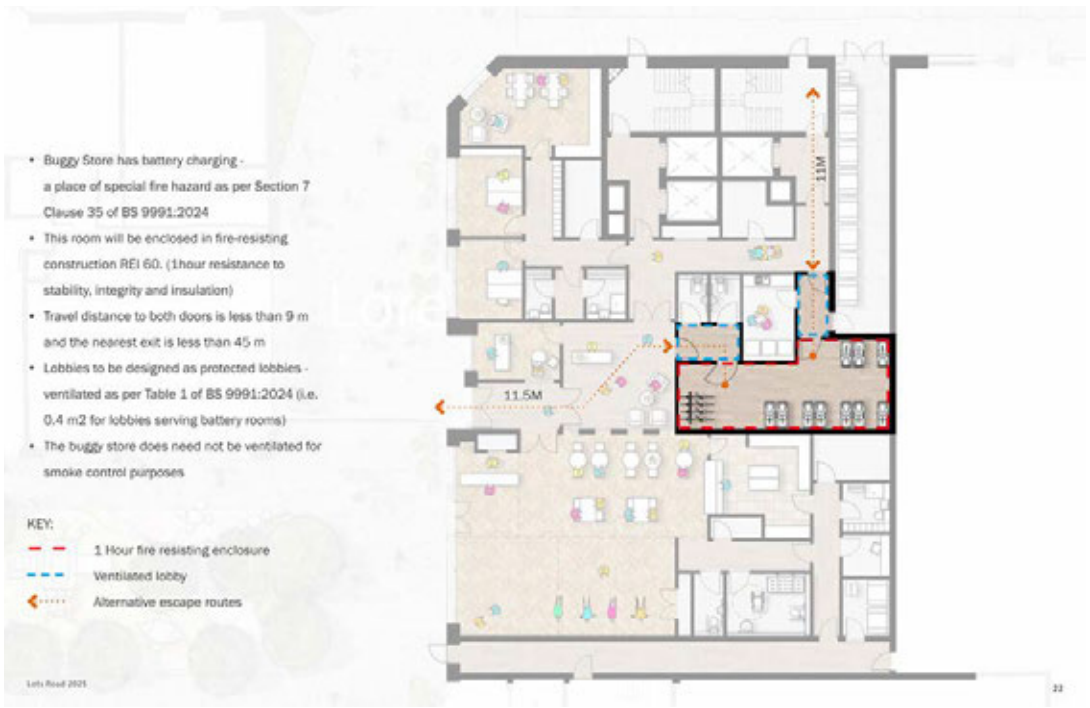 • Buggy Store has battery charging -
a place of special fire hazard as per Section 7
Clause 35 of BS 9991:2024
• This room will be enclosed in fire-resisting
construction REI 60. (1hour resistance to
stability, integrity and insulation)
• Travel distance to both doors is less than 9 m
and the nearest exit is less than 45 m
• Lobbies to be designed as protected lobbies -
ventilated as per Table 1 of BS 9991:2024 (i.e.
0.4 m2 for lobbies serving battery rooms)
• The buggy store does need not be ventilated for
smoke control purposes
KEY:
1 Hour fire resisting enclosure
Ventilated lobby
Alternative escape routes
11M
11.5M
Lots Road 2025
22